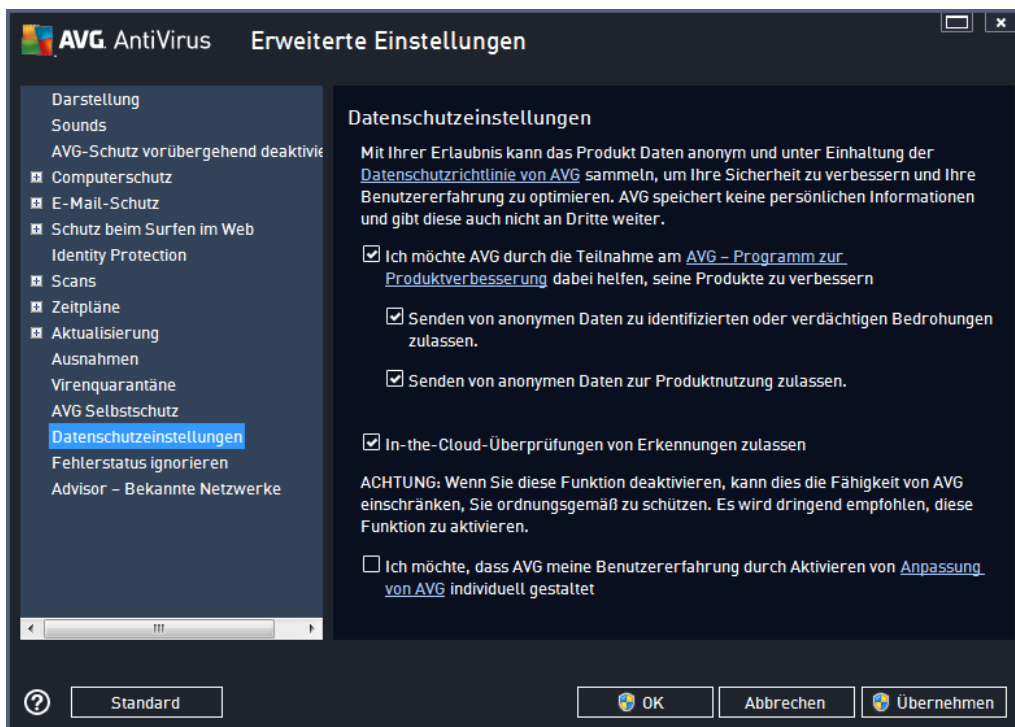 AVG. AntiVirus Erweiterte Einstellungen
Darstellung
Sounds
AVG-Schutz vorübergehend deaktivie
Computerschutz
E-Mail-Schutz
Schutz beim Surfen im Web
Identity Protection
Scans
Zeitpläne
Aktualisierung
Ausnahmen
Virenquarantäne
AVG Selbstschutz
Datenschutzeinstellungen
Fehlerstatus ignorieren
Advisor – Bekannte Netzwerke
Datenschutzeinstellungen
Mit Ihrer Erlaubnis kann das Produkt Daten anonym und unter Einhaltung der
Datenschutzrichtlinie von AVG sammeln, um Ihre Sicherheit zu verbessern und Ihre
Benutzererfahrung zu optimieren. AVG speichert keine persönlichen Informationen
und gibt diese auch nicht an Dritte weiter.
Ich möchte AVG durch die Teilnahme am AVG – Programm zur
Produktverbesserung dabei helfen, seine Produkte zu verbessern
Senden von anonymen Daten zu identifizierten oder verdächtigen Bedrohungen
zulassen.
Senden von anonymen Daten zur Produktnutzung zulassen.
In-the-Cloud-Überprüfungen von Erkennungen zulassen
ACHTUNG: Wenn Sie diese Funktion deaktivieren, kann dies die Fähigkeit von AVG
einschränken, Sie ordnungsgemäß zu schützen. Es wird dringend empfohlen, diese
Funktion zu aktivieren.
Ich möchte, dass AVG meine Benutzererfahrung durch Aktivieren von Anpassung
von AVG individuell gestaltet
? Standard OK Abbrechen Übernehmen